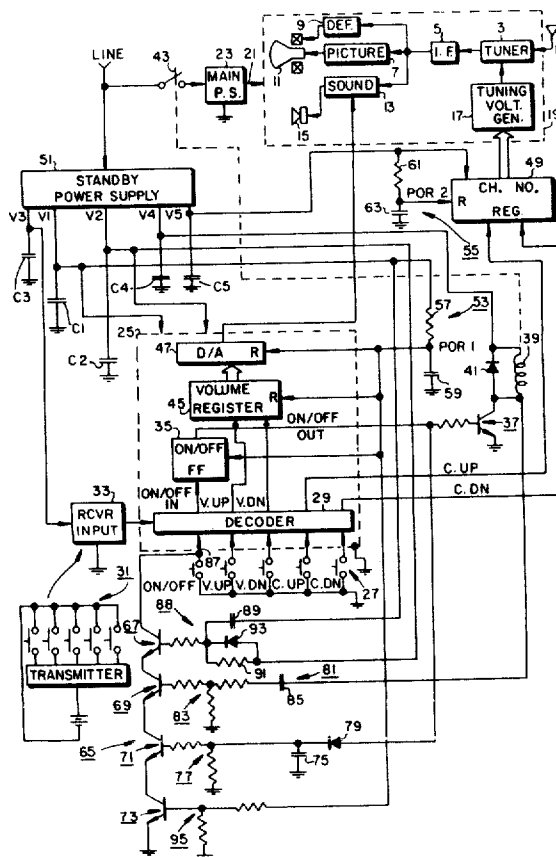 LINE
43
23
MAIN
P.S.
21
9
DEF.
11
PICTURE
7
SOUND
13
15
5
I.F.
3
TUNER
1
TUNING
VOLT.
GEN.
17
19
51
STANDBY
POWER SUPPLY
V3
V1
V2
V4
V5
C3
C1
C4
C5
C2
61
POR 2
63
55
49
CH. NO.
REG.
R
57
53
POR 1
59
39
41
37
25
47
D/A
R
45
VOLUME
REGISTER
R
ON/OFF
OUT
35
ON/OFF
FF
ON/OFF
IN
V.UP
V.DN
C.UP
C.DN
33
RCVR
INPUT
DECODER
29
87
ON/OFF
V.UP
V.DN
C.UP
C.DN
27
31
TRANSMITTER
88
89
93
91
67
81
69
83
85
65
71
77
75
79
73
95